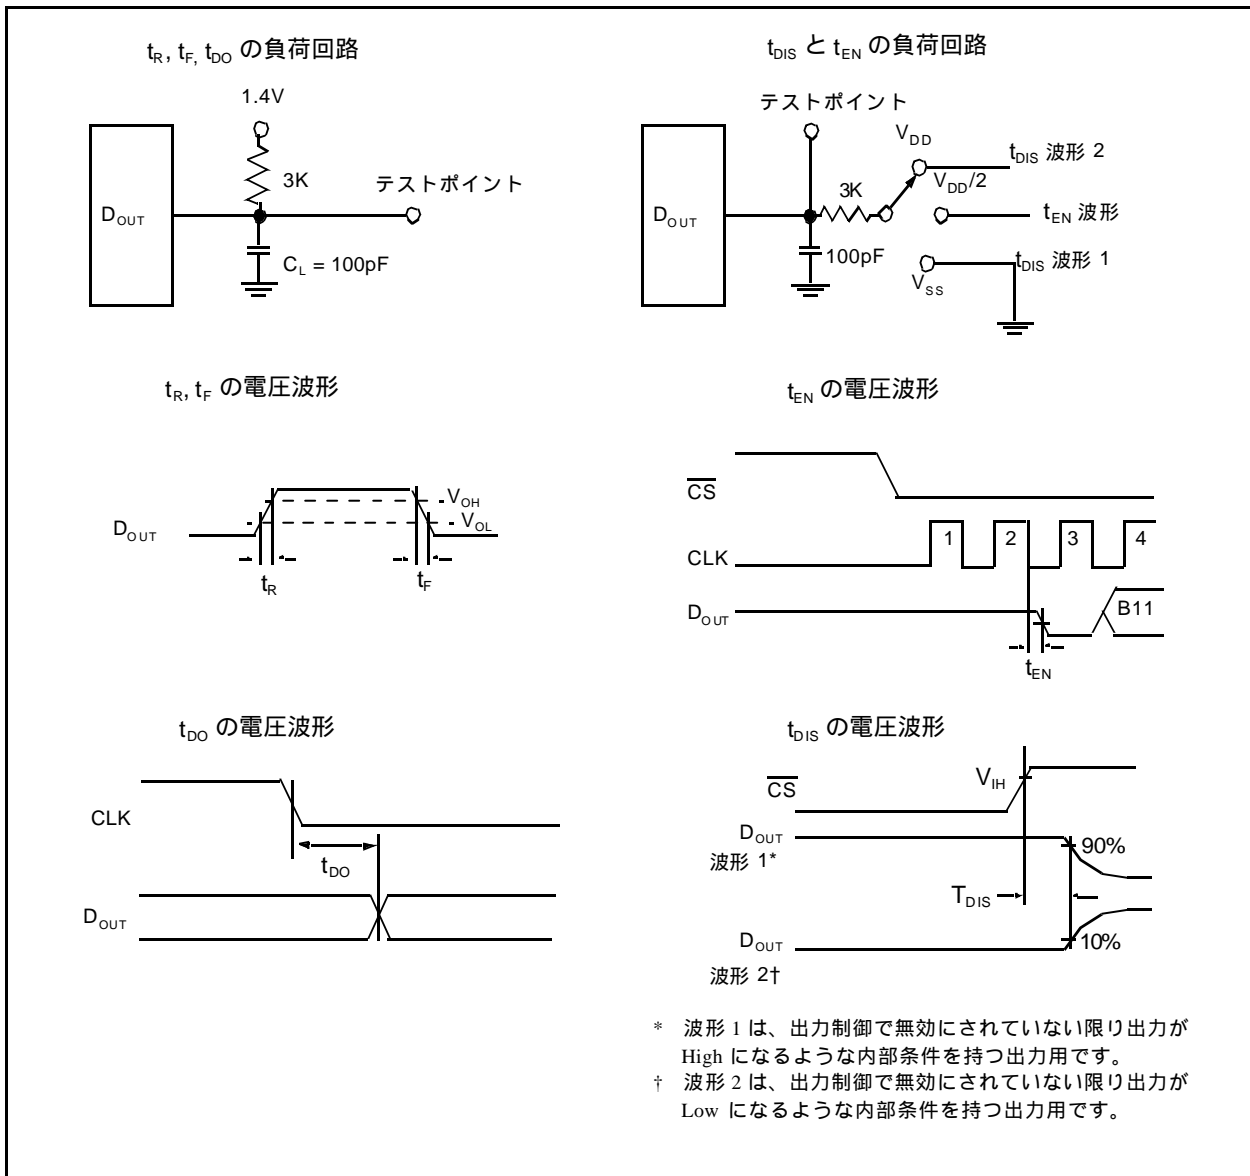 tR, tF, tDO の負荷回路
1.4V
3K
テストポイント
DOUT
CL = 100pF
tDIS と tEN の負荷回路
テストポイント
VDD
tDIS 波形 2
VDD/2
3K
DOUT
tEN 波形
100pF
tDIS 波形 1
VSS
tR, tF の電圧波形
VOH
VOL
DOUT
tR
tF
tEN の電圧波形
CS
CLK
1
2
3
4
DOUT
B11
tEN
tDO の電圧波形
CLK
tDO
DOUT
tDIS の電圧波形
VIH
CS
DOUT
波形 1*
90%
TDIS
DOUT
10%
波形 2†
* 波形 1 は、出力制御で無効にされていない限り出力が
High になるような内部条件を持つ出力用です。
† 波形 2 は、出力制御で無効にされていない限り出力が
Low になるような内部条件を持つ出力用です。